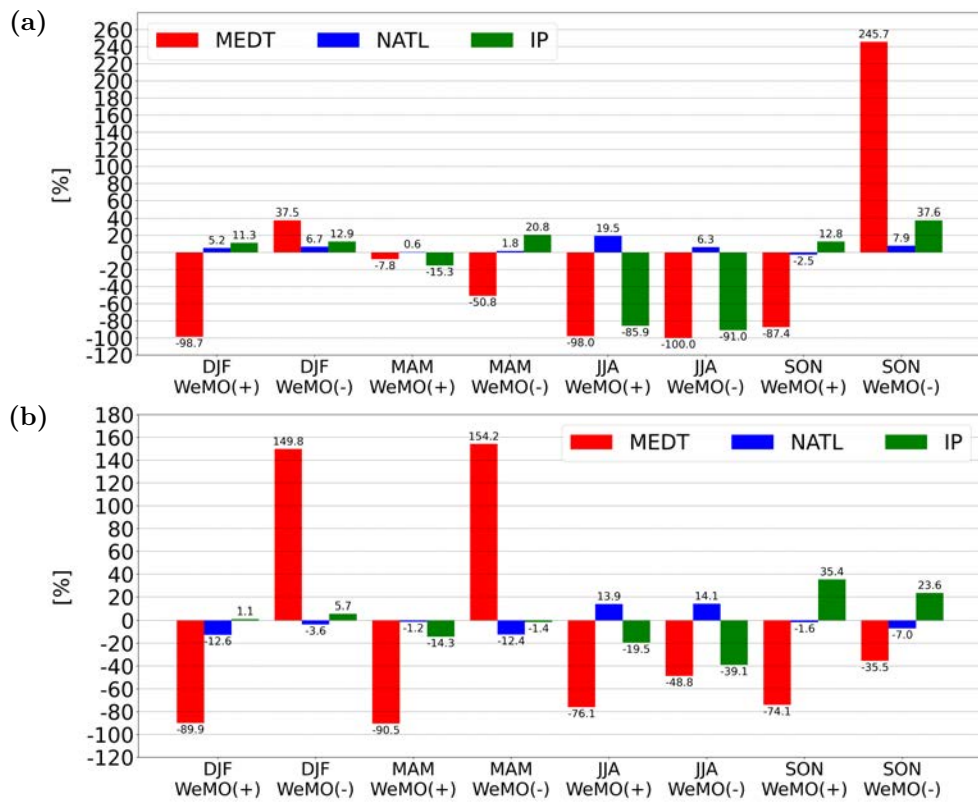 (a)
MEDT NATL IP
[%]
260
240
220
200
180
160
140
120
100
80
60
40
20
0
-20
-40
-60
-80
-100
-120
-98.7 5.2 11.3
37.5 6.7 12.9
-7.8 0.6 -15.3
-50.8 1.8 20.8
-98.0 19.5 -85.9
-100.0 6.3 -91.0
-87.4 -2.5 12.8
245.7 7.9 37.6
DJF DJF MAM MAM JJA JJA SON SON
WeMO(+) WeMO(-) WeMO(+) WeMO(-) WeMO(+) WeMO(-) WeMO(+) WeMO(-)
(b)
MEDT NATL IP
[%]
180
160
140
120
100
80
60
40
20
0
-20
-40
-60
-80
-100
-120
-89.9 -12.6 1.1
149.8 -3.6 5.7
-90.5 -1.2 -14.3
154.2 -12.4 -1.4
-76.1 13.9 -19.5
-48.8 14.1 -39.1
-74.1 -1.6 35.4
-35.5 -7.0 23.6
DJF DJF MAM MAM JJA JJA SON SON
WeMO(+) WeMO(-) WeMO(+) WeMO(-) WeMO(+) WeMO(-) WeMO(+) WeMO(-)